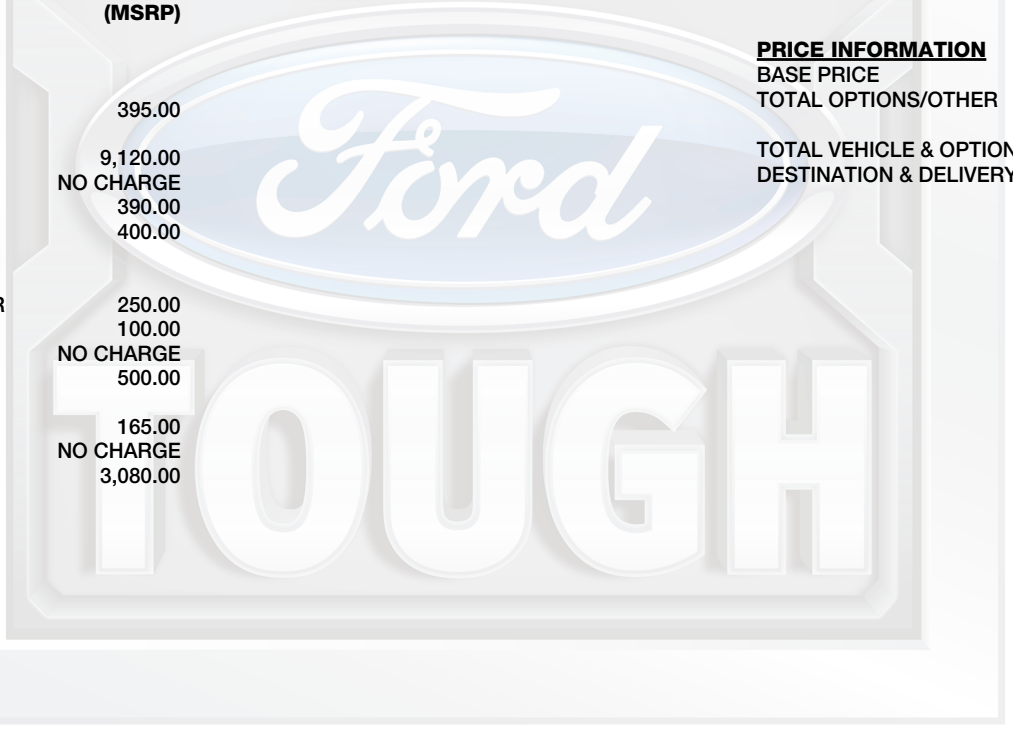 (MSRP)
395.00
9,120.00
NO CHARGE
390.00
400.00
R 250.00
100.00
NO CHARGE
500.00
165.00
NO CHARGE
3,080.00
PRICE INFORMATION
BASE PRICE
TOTAL OPTIONS/OTHER
TOTAL VEHICLE & OPTION
DESTINATION & DELIVERY
Ford
TOUGH